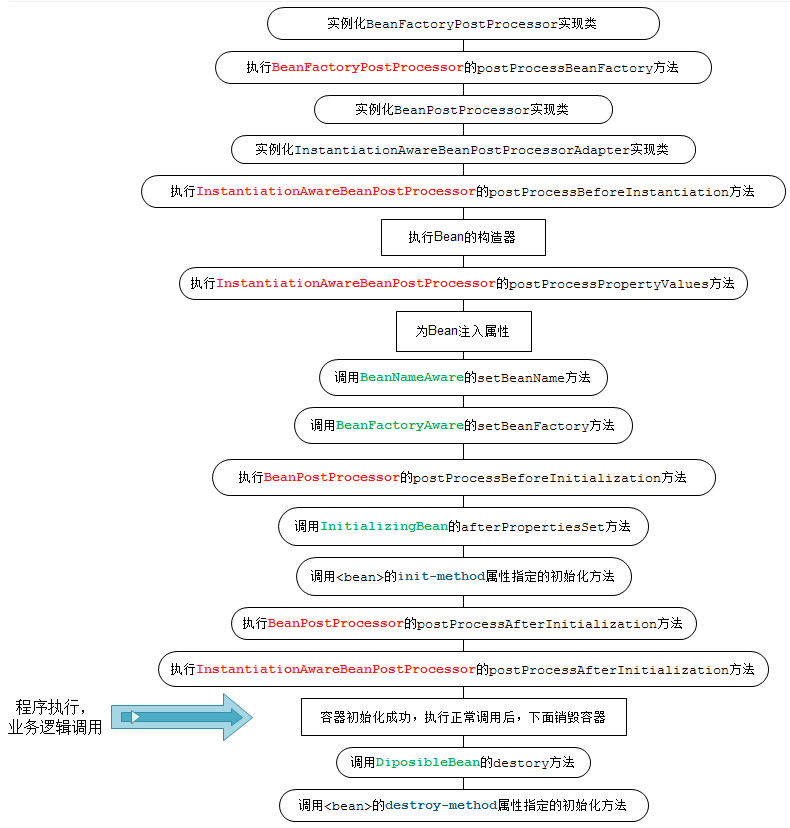 实例化BeanFactoryPostProcessor实现类
执行BeanFactoryPostProcessor的postProcessBeanFactory方法
实例化BeanPostProcessor实现类
实例化InstantiationAwareBeanPostProcessorAdapter实现类
执行InstantiationAwareBeanPostProcessor的postProcessBeforeInstantiation方法
执行Bean的构造器
执行InstantiationAwareBeanPostProcessor的postProcessPropertyValues方法
为Bean注入属性
调用BeanNameAware的setBeanName方法
调用BeanFactoryAware的setBeanFactory方法
执行BeanPostProcessor的postProcessBeforeInitialization方法
调用InitializingBean的afterPropertiesSet方法
调用<bean>的init-method属性指定的初始化方法
执行BeanPostProcessor的postProcessAfterInitialization方法
执行InstantiationAwareBeanPostProcessor的postProcessAfterInitialization方法
程序执行，
业务逻辑调用
容器初始化成功，执行正常调用后，下面销毁容器
调用DiposibleBean的destory方法
调用<bean>的destroy-method属性指定的初始化方法